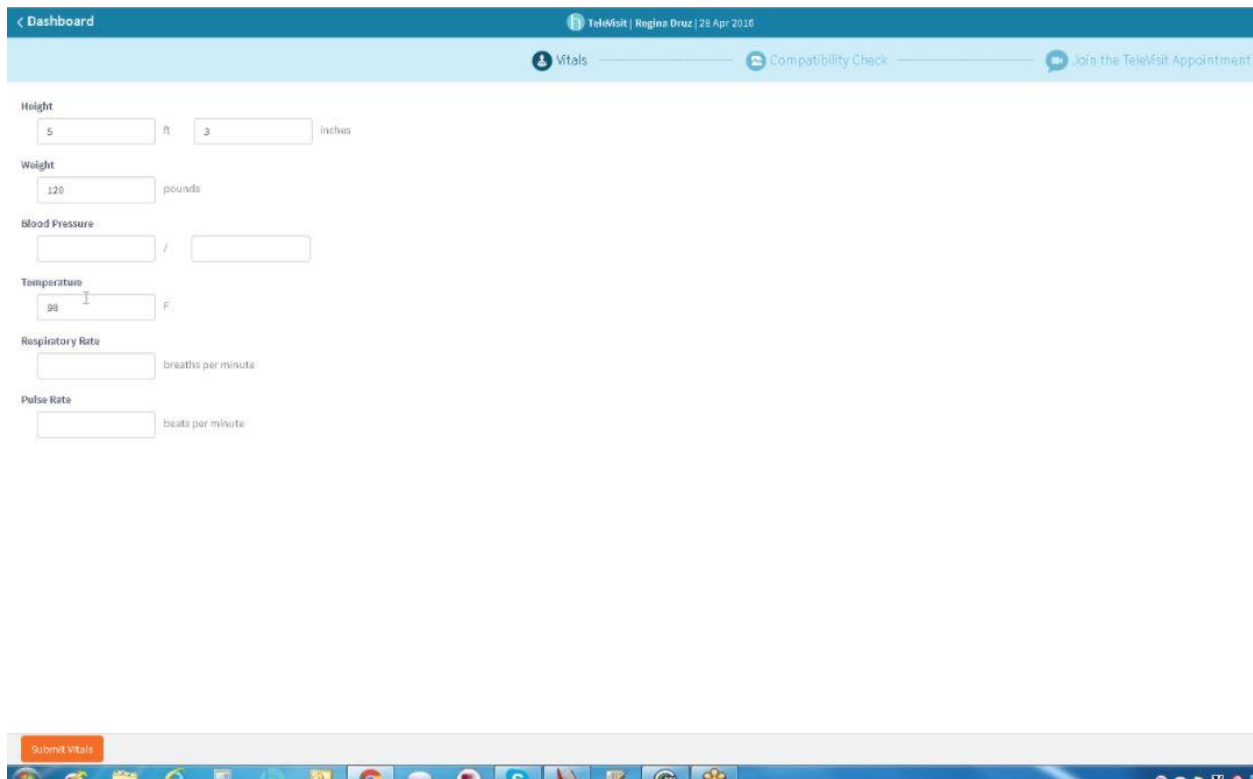 < Dashboard
TeleVisit | Regina Druz | 28 Apr 2016
Vitals
Compatibility Check
Join the TeleVisit Appointment
Height
5 ft 3 inches
Weight
120 pounds
Blood Pressure
/
Temperature
98 F
Respiratory Rate
breaths per minute
Pulse Rate
beats per minute
Submit Vitals